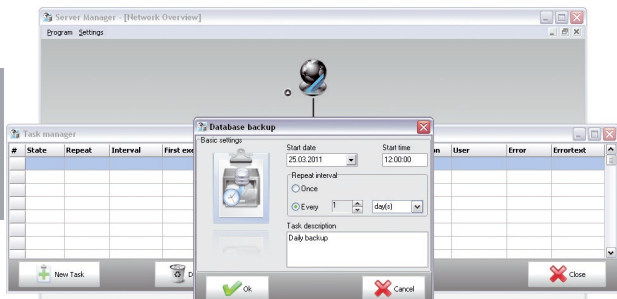 Server Manager - [Network Overview]
Program Settings
Task manager
# State Repeat Interval First exe n User Error Errortext
Database backup
Basic settings
Start date Start time
25.03.2011 12:00:00
Repeat interval
Once
Every 1 day(s)
Task description
Daily backup
New Task D Close
Ok Cancel